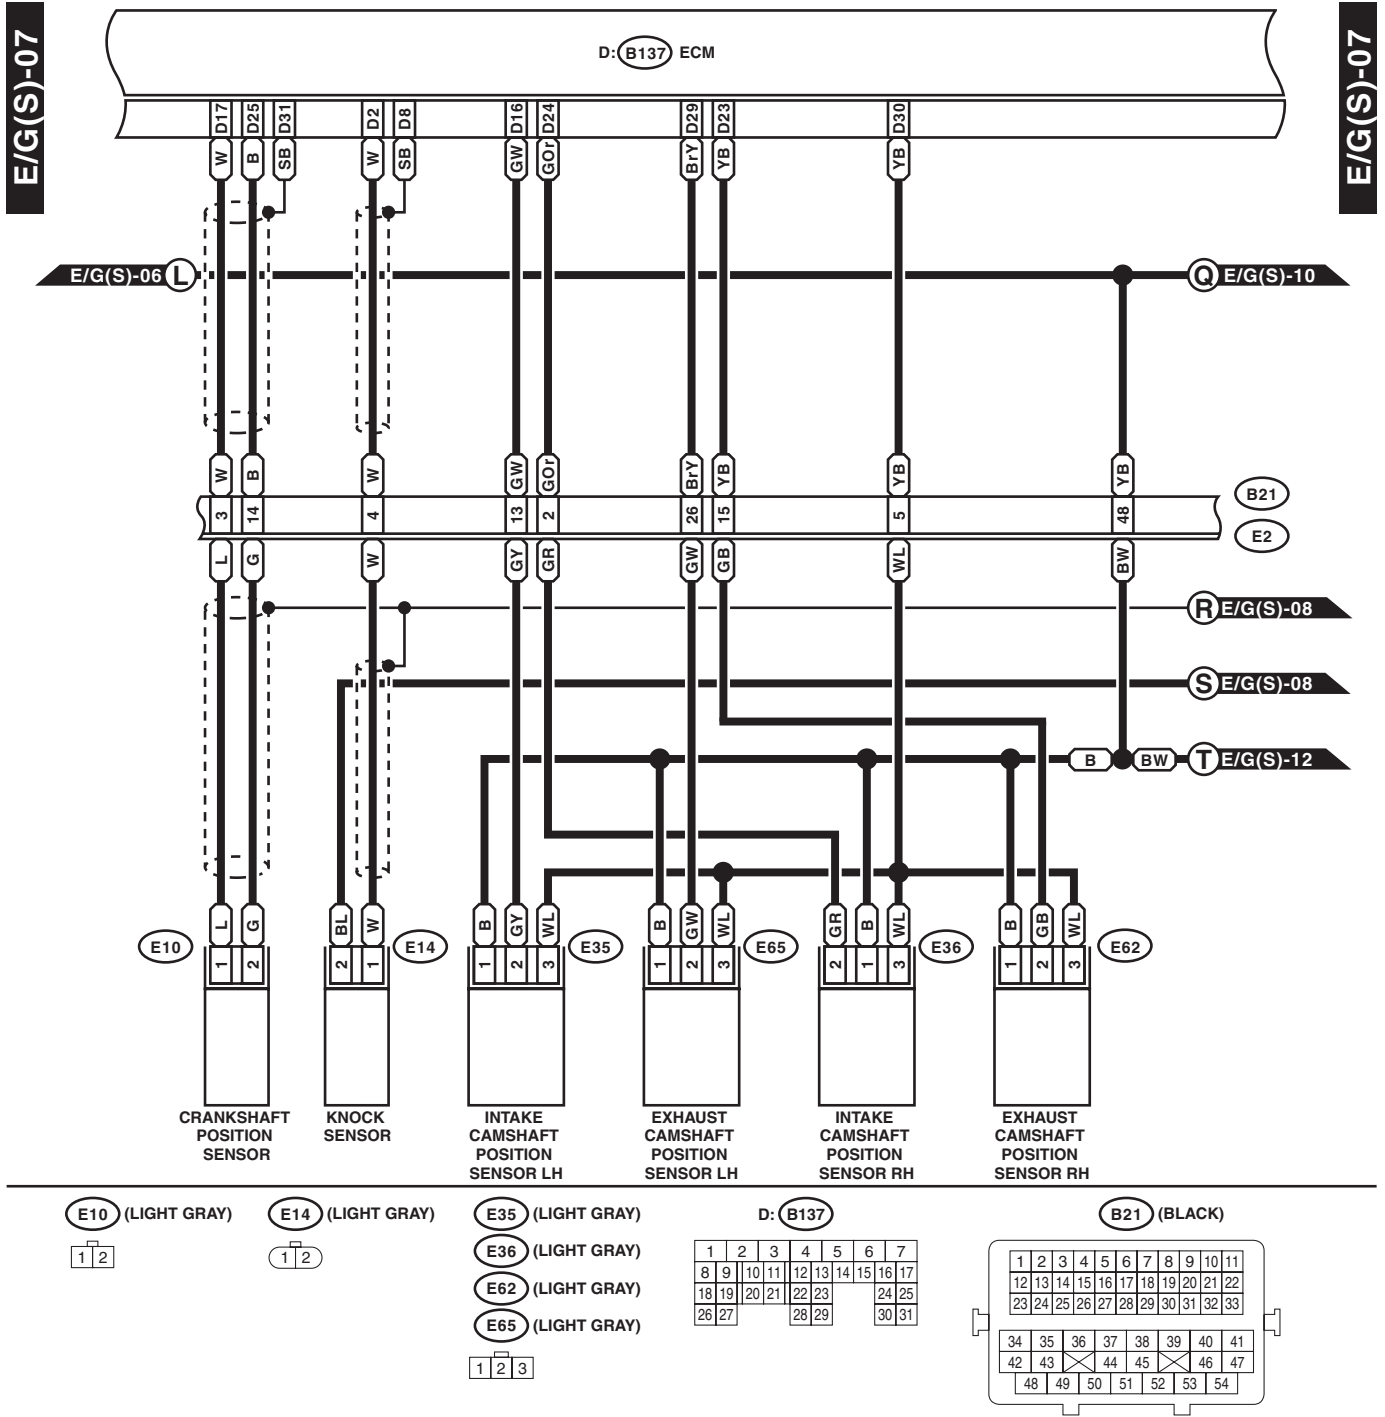 E/G(S)-07
E/G(S)-07
D: B137 ECM
D17 D25 D31 D2 D8 D16 D24 D29 D23 D30
W B SB W SB GW GOr BrY YB YB
E/G(S)-06 L
Q E/G(S)-10
W B W GW GOr BrY YB YB YB
B21
3 14 4 13 2 26 15 5 48
E2
L G W GY GR GW GB WL BW
R E/G(S)-08
S E/G(S)-08
B BW T E/G(S)-12
L G BL W B GY WL B GW WL GR B WL B GB WL
E10 E14 E35 E65 E36 E62
1 2 2 1 1 2 3 1 2 3 2 1 3 1 2 3
CRANKSHAFT
POSITION
SENSOR
KNOCK
SENSOR
INTAKE
CAMSHAFT
POSITION
SENSOR LH
EXHAUST
CAMSHAFT
POSITION
SENSOR LH
INTAKE
CAMSHAFT
POSITION
SENSOR RH
EXHAUST
CAMSHAFT
POSITION
SENSOR RH
E10 (LIGHT GRAY)
1 2
E14 (LIGHT GRAY)
1 2
E35 (LIGHT GRAY)
E36 (LIGHT GRAY)
E62 (LIGHT GRAY)
E65 (LIGHT GRAY)
1 2 3
D: B137
1 2 3 4 5 6 7
8 9 10 11 12 13 14 15 16 17
18 19 20 21 22 23 24 25
26 27 28 29 30 31
B21 (BLACK)
1 2 3 4 5 6 7 8 9 10 11
12 13 14 15 16 17 18 19 20 21 22
23 24 25 26 27 28 29 30 31 32 33
34 35 36 37 38 39 40 41
42 43 44 45 46 47
48 49 50 51 52 53 54